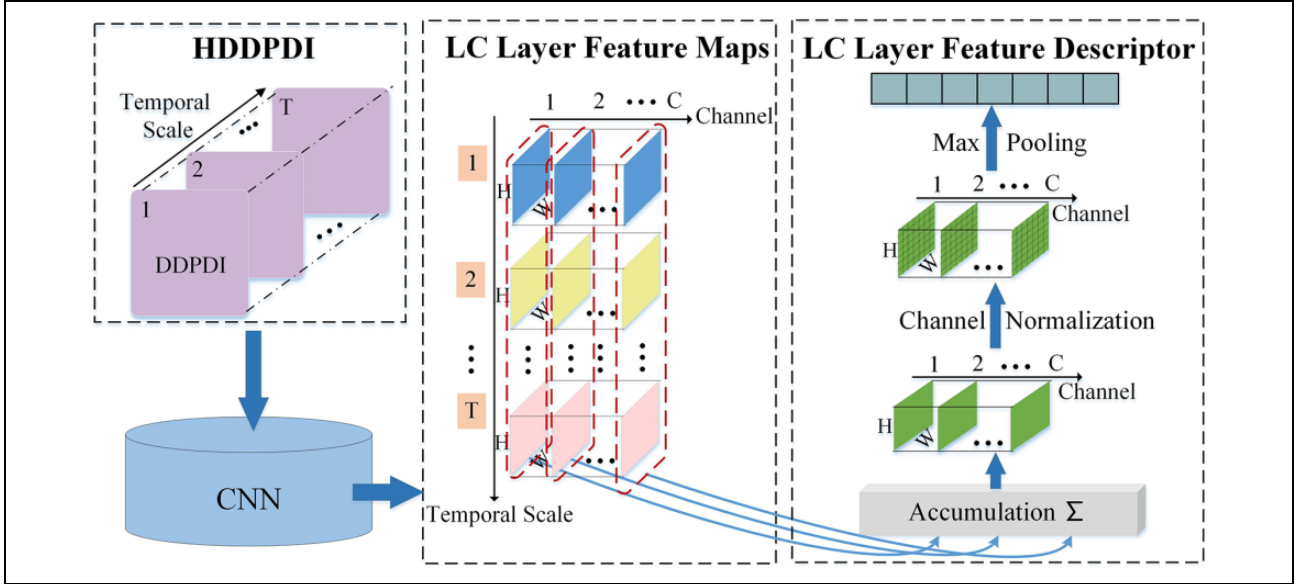 HDDPDI
Temporal
Scale
T
...
2
1
...
DDPDI
CNN
LC Layer Feature Maps
1 2 ... C
Channel
1
H
W
...
2
H
W
...
T
H
W
...
Temporal Scale
LC Layer Feature Descriptor
Max Pooling
1 2 ... C
Channel
H
W
...
Channel Normalization
1 2 ... C
Channel
H
W
...
Accumulation Σ